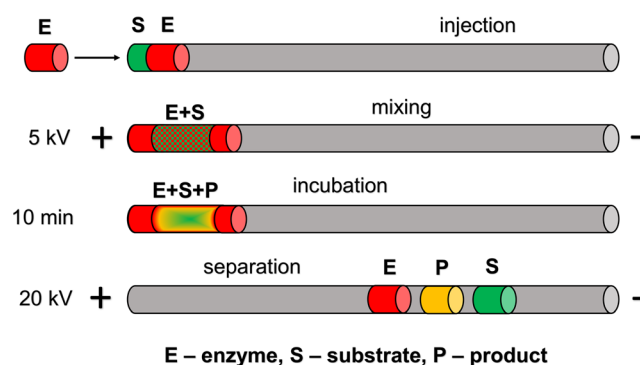 E S E injection
E+S mixing
5 kV + -
E+S+P incubation
10 min
separation E P S
20 kV + -
E – enzyme, S – substrate, P – product